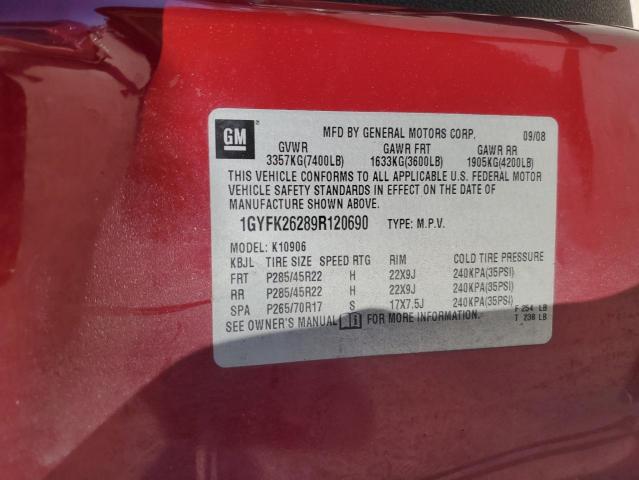 GM MFD BY GENERAL MOTORS CORP. 09/08
GVWR GAWR FRT GAWR RR
3357KG(7400LB) 1633KG(3600LB) 1905KG(4200LB)
THIS VEHICLE CONFORMS TO ALL APPLICABLE U.S. FEDERAL MOTOR
VEHICLE SAFETY STANDARDS IN EFFECT ON THE DATE OF
MANUFACTURE SHOWN ABOVE.
1GYFK26289R120690 TYPE: M.P.V.
MODEL: K10906
KBJL TIRE SIZE SPEED RTG RIM COLD TIRE PRESSURE
FRT P285/45R22 H 22X9J 240KPA(35PSI)
RR P285/45R22 H 22X9J 240KPA(35PSI)
SPA P265/70R17 S 17X7.5J 240KPA(35PSI)
SEE OWNER'S MANUAL FOR MORE INFORMATION.
F 254 LB
T 238 LB